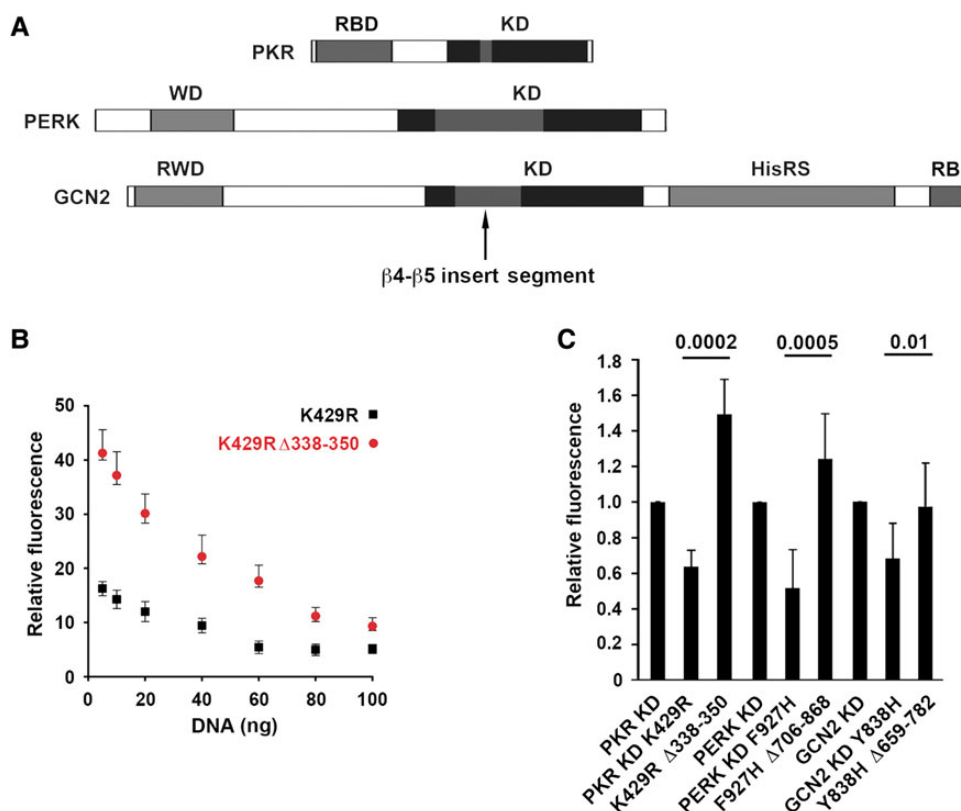 A
RBD KD
PKR
WD KD
PERK
RWD KD HisRS RB
GCN2
β4-β5 insert segment
B
K429R
K429R Δ338-350
Relative fluorescence
50
40
30
20
10
0
0 20 40 60 80 100
DNA (ng)
C
0.0002 0.0005 0.01
Relative fluorescence
1.8
1.6
1.4
1.2
1.0
0.8
0.6
0.4
0.2
0
PKR KD
PKR KD K429R
K429R Δ338-350
PERK KD
PERK KD F927H
F927H Δ706-868
GCN2 KD
GCN2 KD Y838H
Y838H Δ659-782